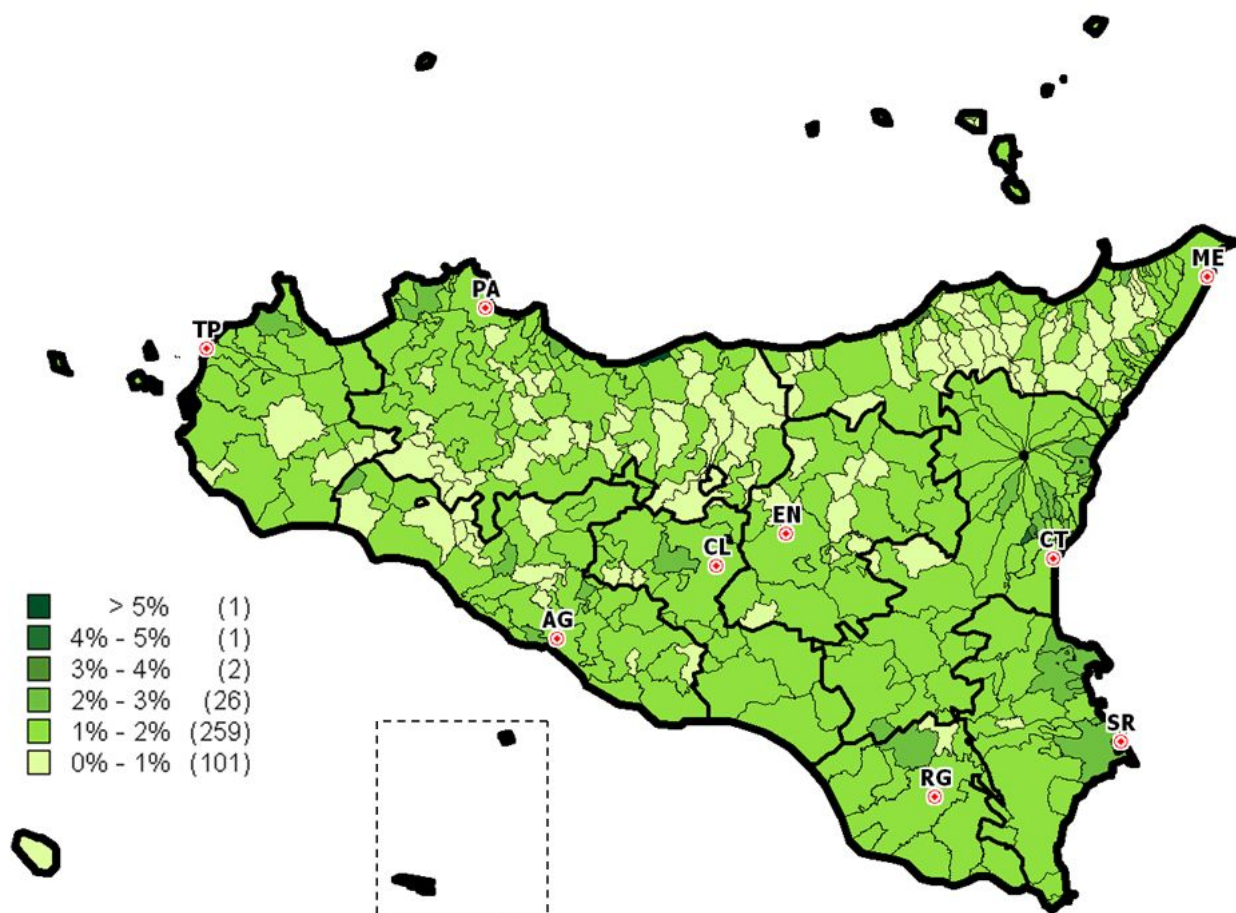 ME
PA
TP
EN
CL
CT
AG
SR
RG
> 5% (1)
4% - 5% (1)
3% - 4% (2)
2% - 3% (26)
1% - 2% (259)
0% - 1% (101)